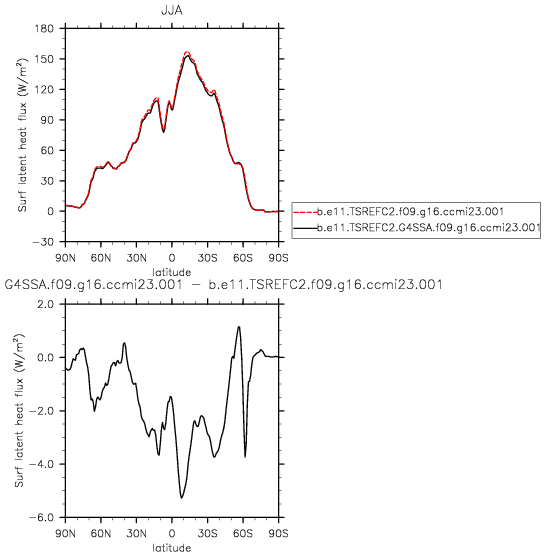 JJA
Surf latent heat flux (W/m²)
180
150
120
90
60
30
0
−30
90N 60N 30N 0 30S 60S 90S
latitude
b.e11.TSREFC2.f09.g16.ccmi23.001
b.e11.TSREFC2.G4SSA.f09.g16.ccmi23.001
G4SSA.f09.g16.ccmi23.001 − b.e11.TSREFC2.f09.g16.ccmi23.001
Surf latent heat flux (W/m²)
2.0
0.0
−2.0
−4.0
−6.0
90N 60N 30N 0 30S 60S 90S
latitude